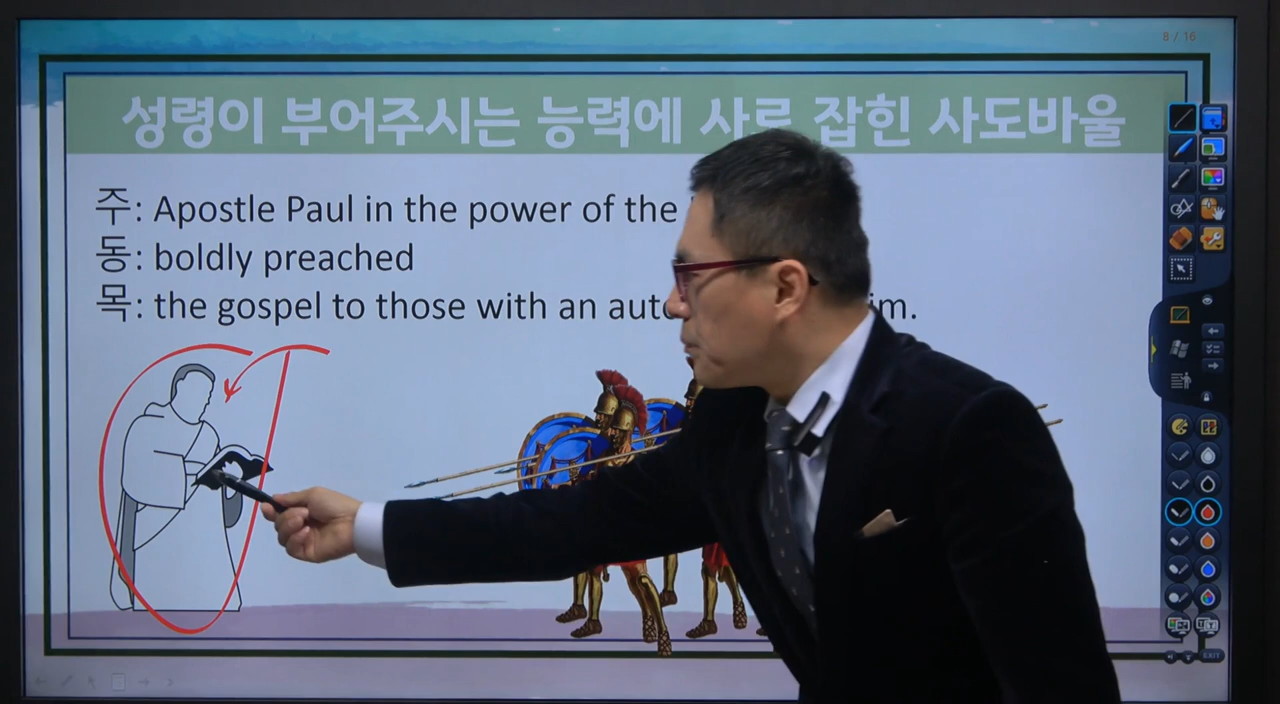 8 / 16
성령이 부어주시는 능력에 사로 잡힌 사도바울
주: Apostle Paul in the power of the
동: boldly preached
목: the gospel to those with an im.
EXIT